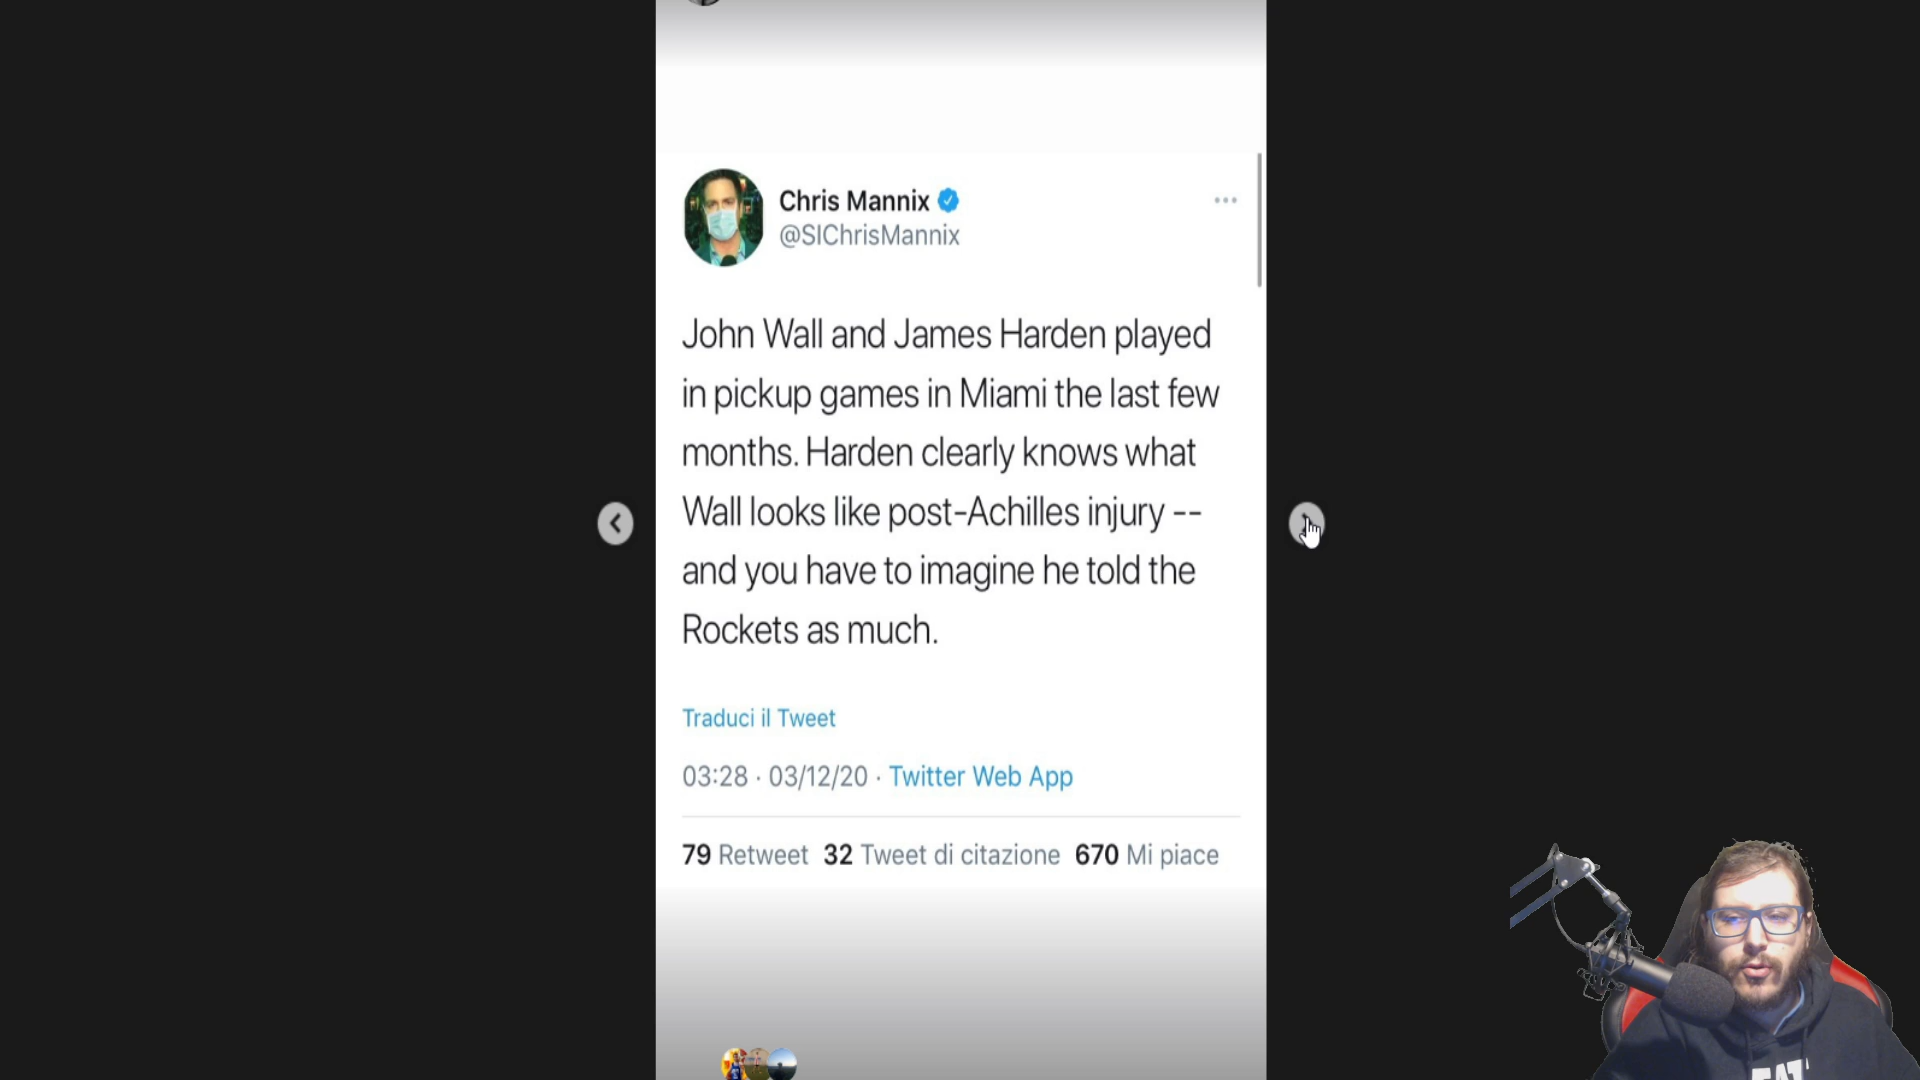 Chris Mannix
@SIChrisMannix
John Wall and James Harden played
in pickup games in Miami the last few
months. Harden clearly knows what
Wall looks like post-Achilles injury --
and you have to imagine he told the
Rockets as much.
Traduci il Tweet
03:28 · 03/12/20 · Twitter Web App
79 Retweet 32 Tweet di citazione 670 Mi piace